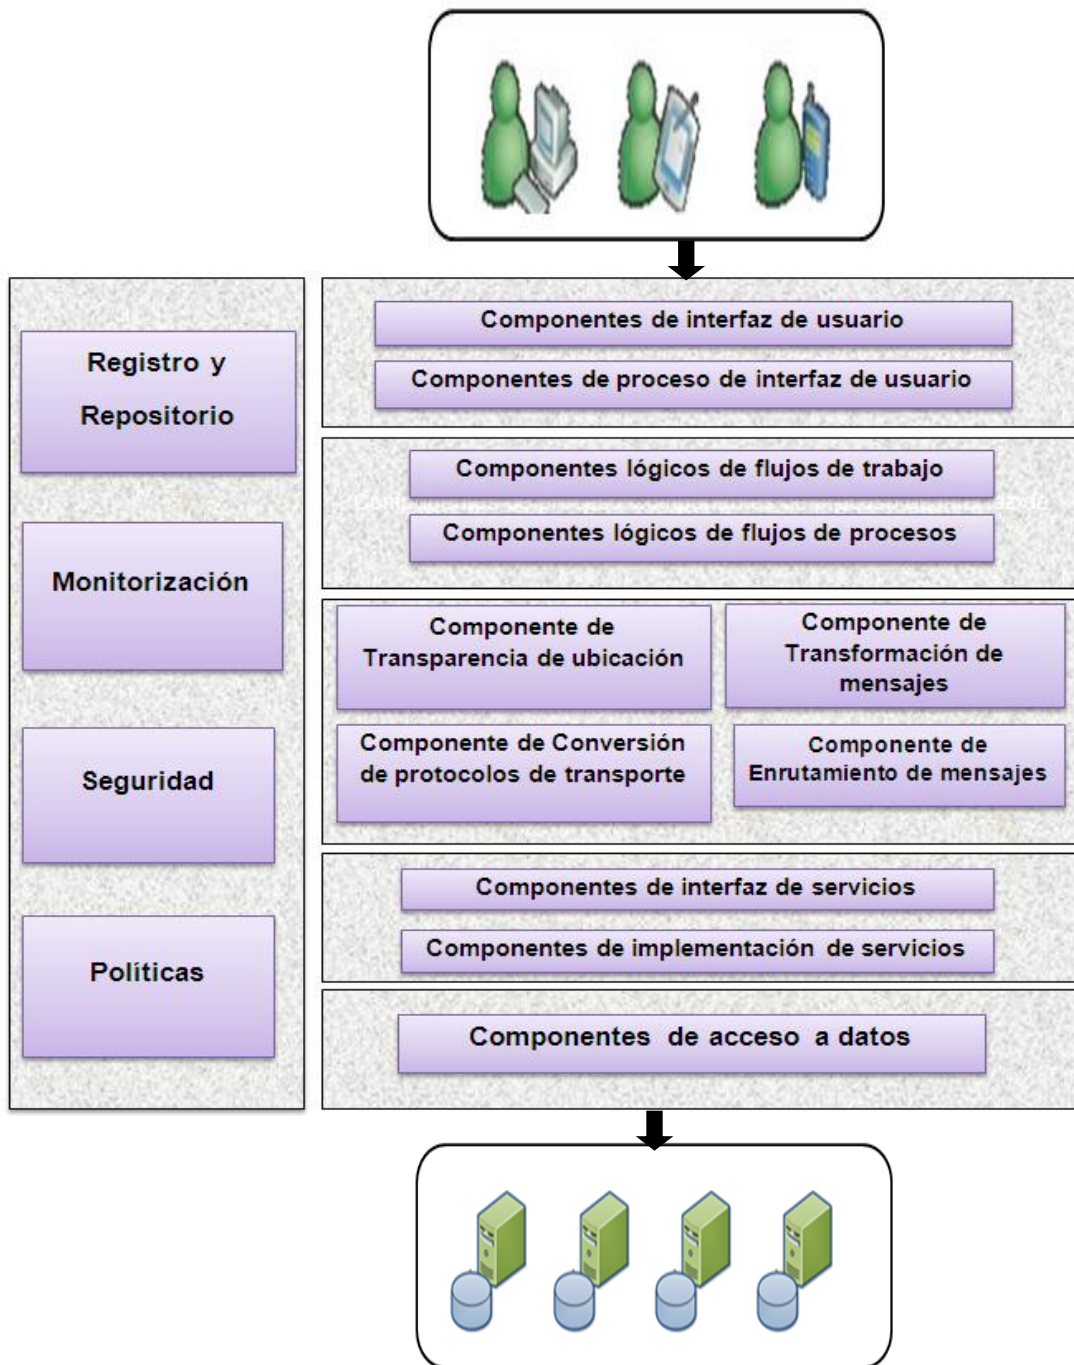 Registro y
Repositorio
Monitorización
Seguridad
Políticas
Componentes de interfaz de usuario
Componentes de proceso de interfaz de usuario
Componentes lógicos de flujos de trabajo
Componentes lógicos de flujos de procesos
Componente de
Transparencia de ubicación
Componente de
Transformación de
mensajes
Componente de Conversión
de protocolos de transporte
Componente de
Enrutamiento de mensajes
Componentes de interfaz de servicios
Componentes de implementación de servicios
Componentes de acceso a datos